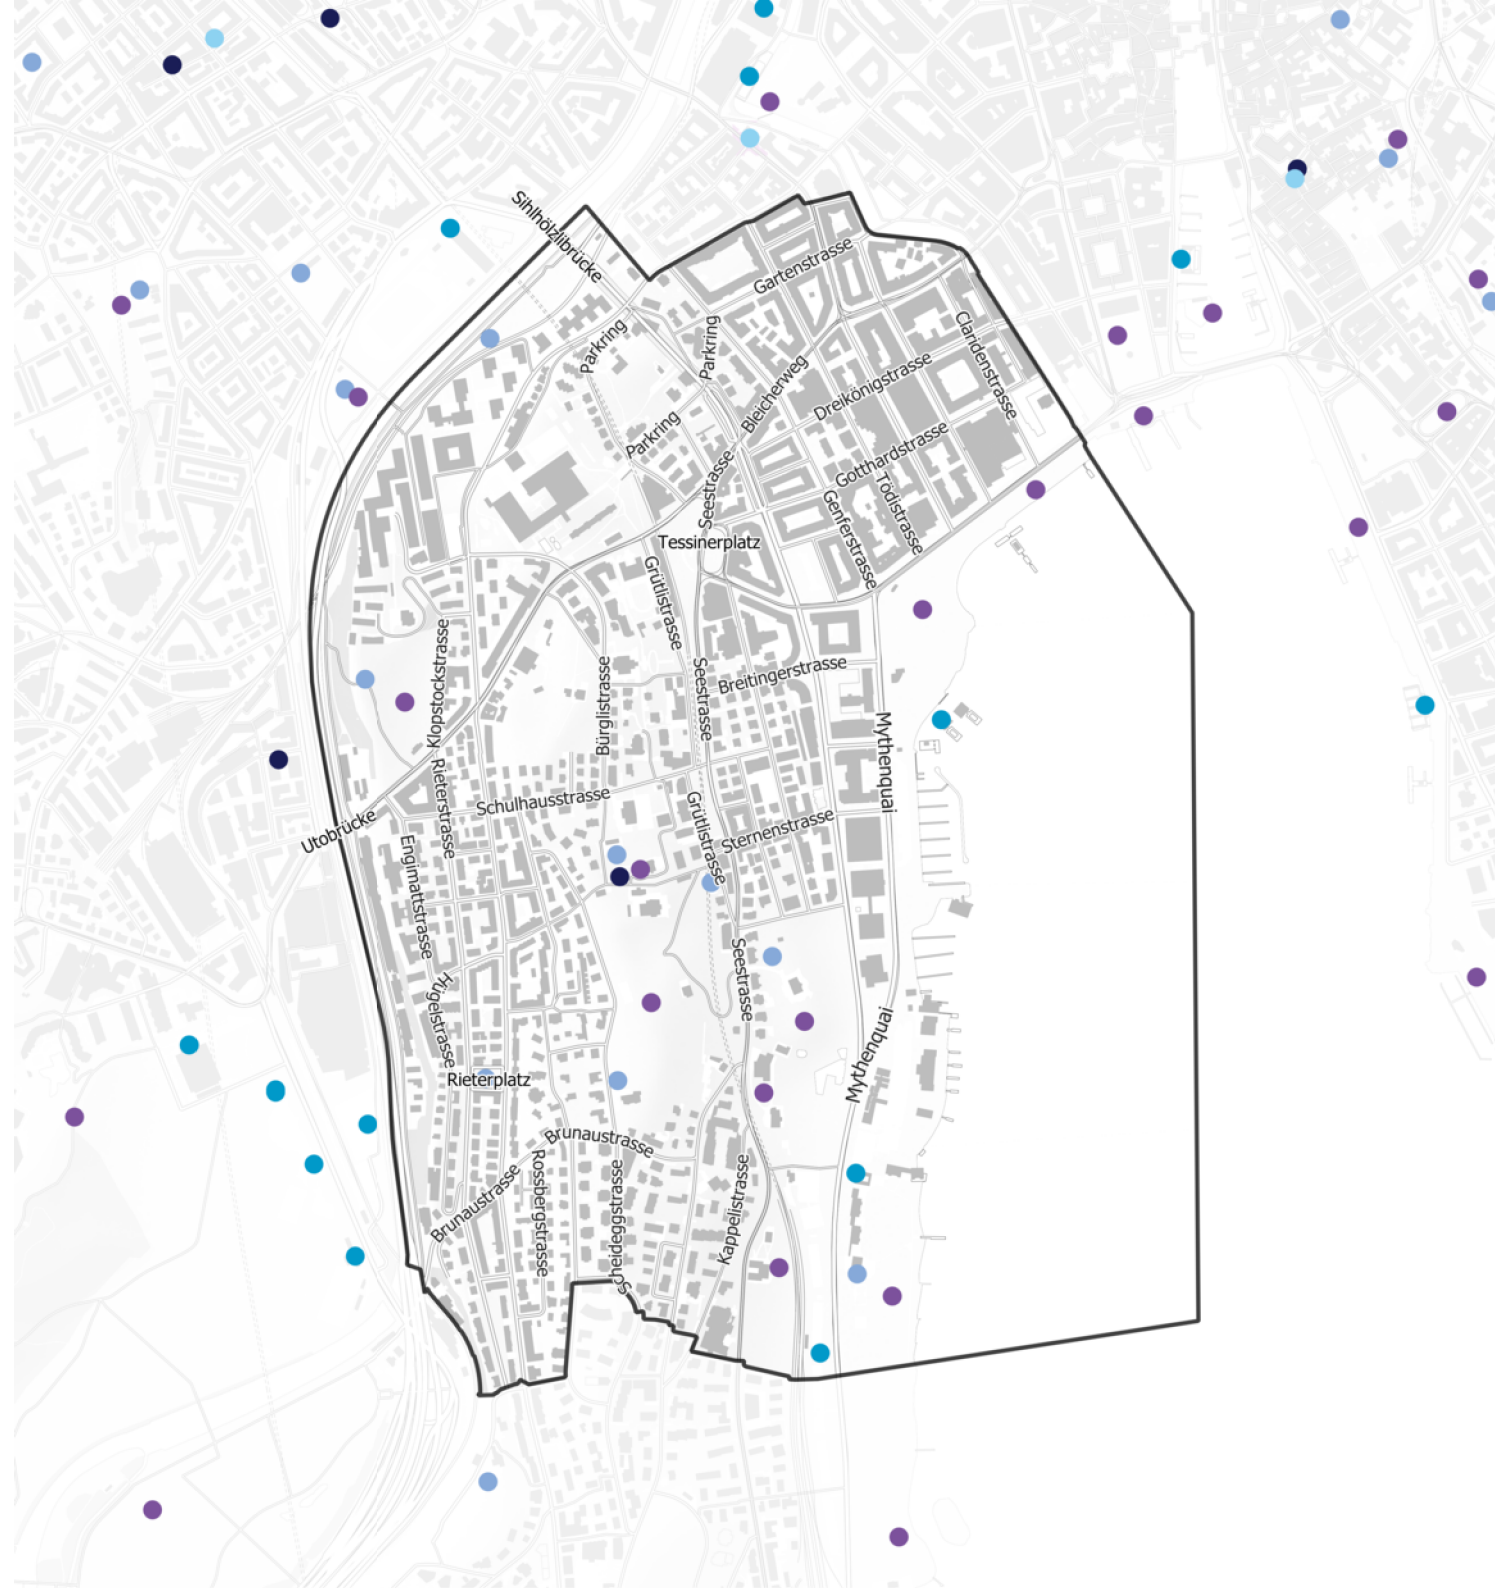 Sihlhölzlibrücke
Gartenstrasse
Parkring
Parkring
Claridenstrasse
Bleicherweg
Dreikönigstrasse
Parkring
Gotthardstrasse
Seestrasse
Tödistrasse
Genferstrasse
Tessinerplatz
Grütlistrasse
Klopstockstrasse
Bürglistrasse
Seestrasse
Breitingerstrasse
Mythenquai
Rieterstrasse
Schulhausstrasse
Utobrücke
Grütlistrasse
Sternenstrasse
Engimattstrasse
Seestrasse
Hügelstrasse
Mythenquai
Rieterplatz
Brunaustrasse
Brunaustrasse
Rossbergstrasse
Scheideggstrasse
Kappelistrasse